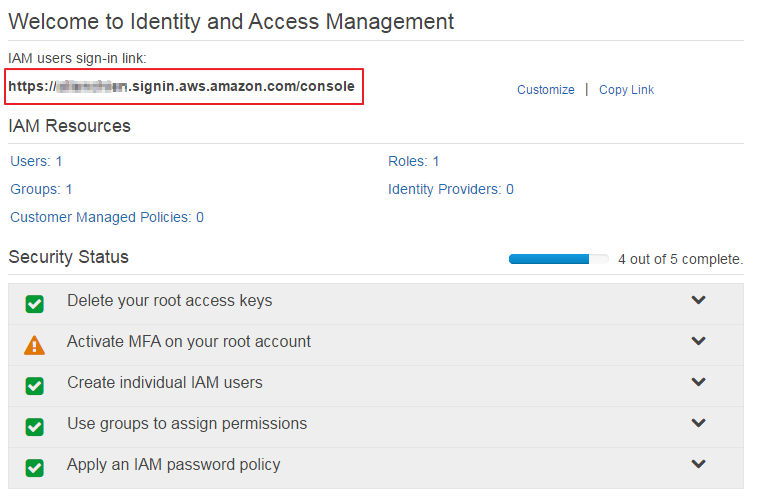 Welcome to Identity and Access Management
IAM users sign-in link:
https://.signin.aws.amazon.com/console
Customize | Copy Link
IAM Resources
Users: 1 Roles: 1
Groups: 1 Identity Providers: 0
Customer Managed Policies: 0
Security Status 4 out of 5 complete.
Delete your root access keys
Activate MFA on your root account
Create individual IAM users
Use groups to assign permissions
Apply an IAM password policy